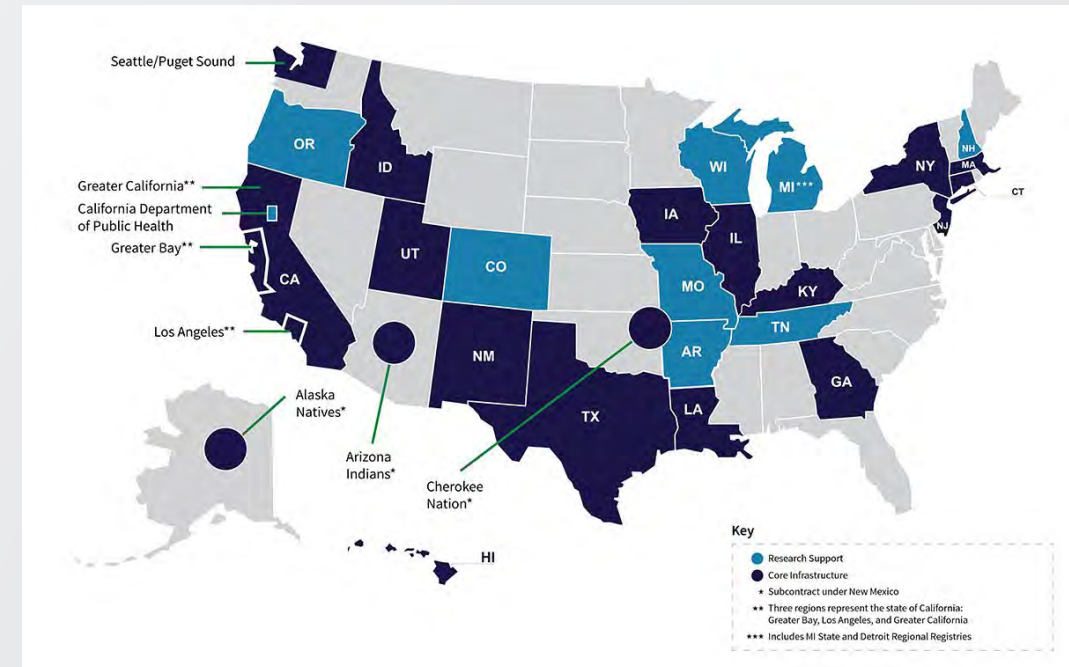 Seattle/Puget Sound
OR
ID
WI
MI***
NY
NH
MA
CT
Greater California**
California Department
of Public Health
Greater Bay**
CA
UT
CO
IA
IL
NJ
MO
KY
Los Angeles**
NM
TN
AR
GA
TX
LA
Alaska
Natives*
Arizona
Indians*
Cherokee
Nation*
HI
Key
Research Support
Core Infrastructure
* Subcontract under New Mexico
** Three regions represent the state of California:
Greater Bay, Los Angeles, and Greater California
*** Includes MI State and Detroit Regional Registries